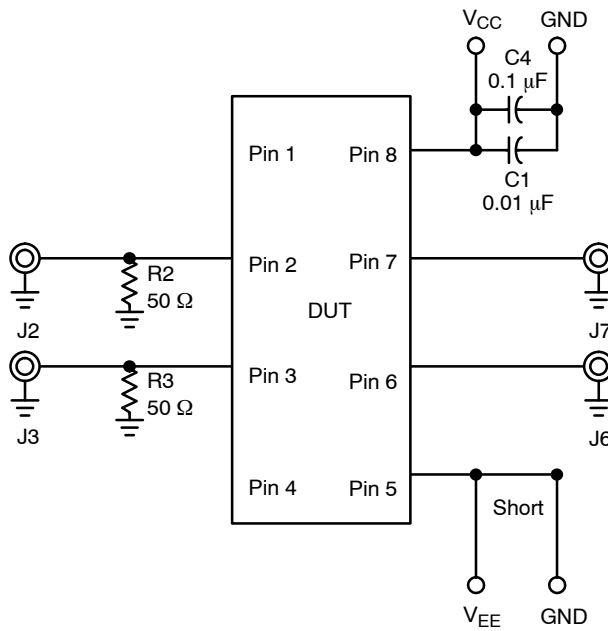 V_CC GND
C4
0.1 μF
Pin 1 Pin 8
C1
0.01 μF
Pin 2 Pin 7
R2
50 Ω
DUT
J2 J7
Pin 3 Pin 6
R3
50 Ω
J3 J6
Pin 4 Pin 5
Short
V_EE GND